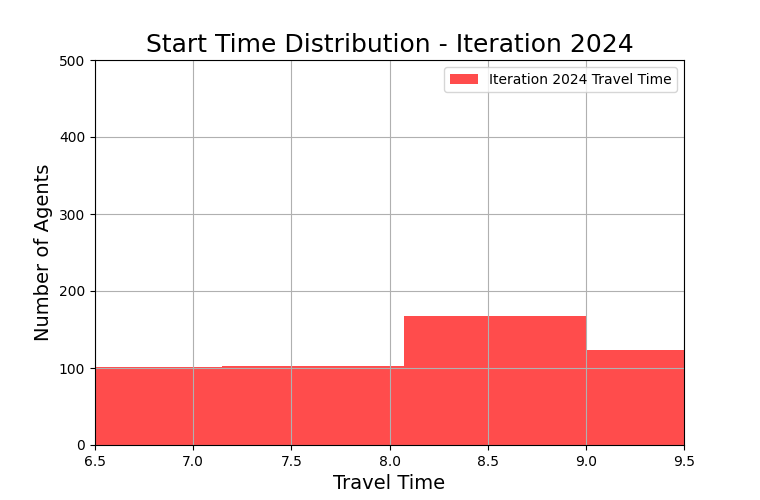 Start Time Distribution - Iteration 2024
Iteration 2024 Travel Time
Number of Agents
500
400
300
200
100
0
6.5 7.0 7.5 8.0 8.5 9.0 9.5
Travel Time